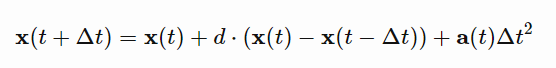 x(t + Δt) = x(t) + d · (x(t) − x(t − Δt)) + a(t)Δt²